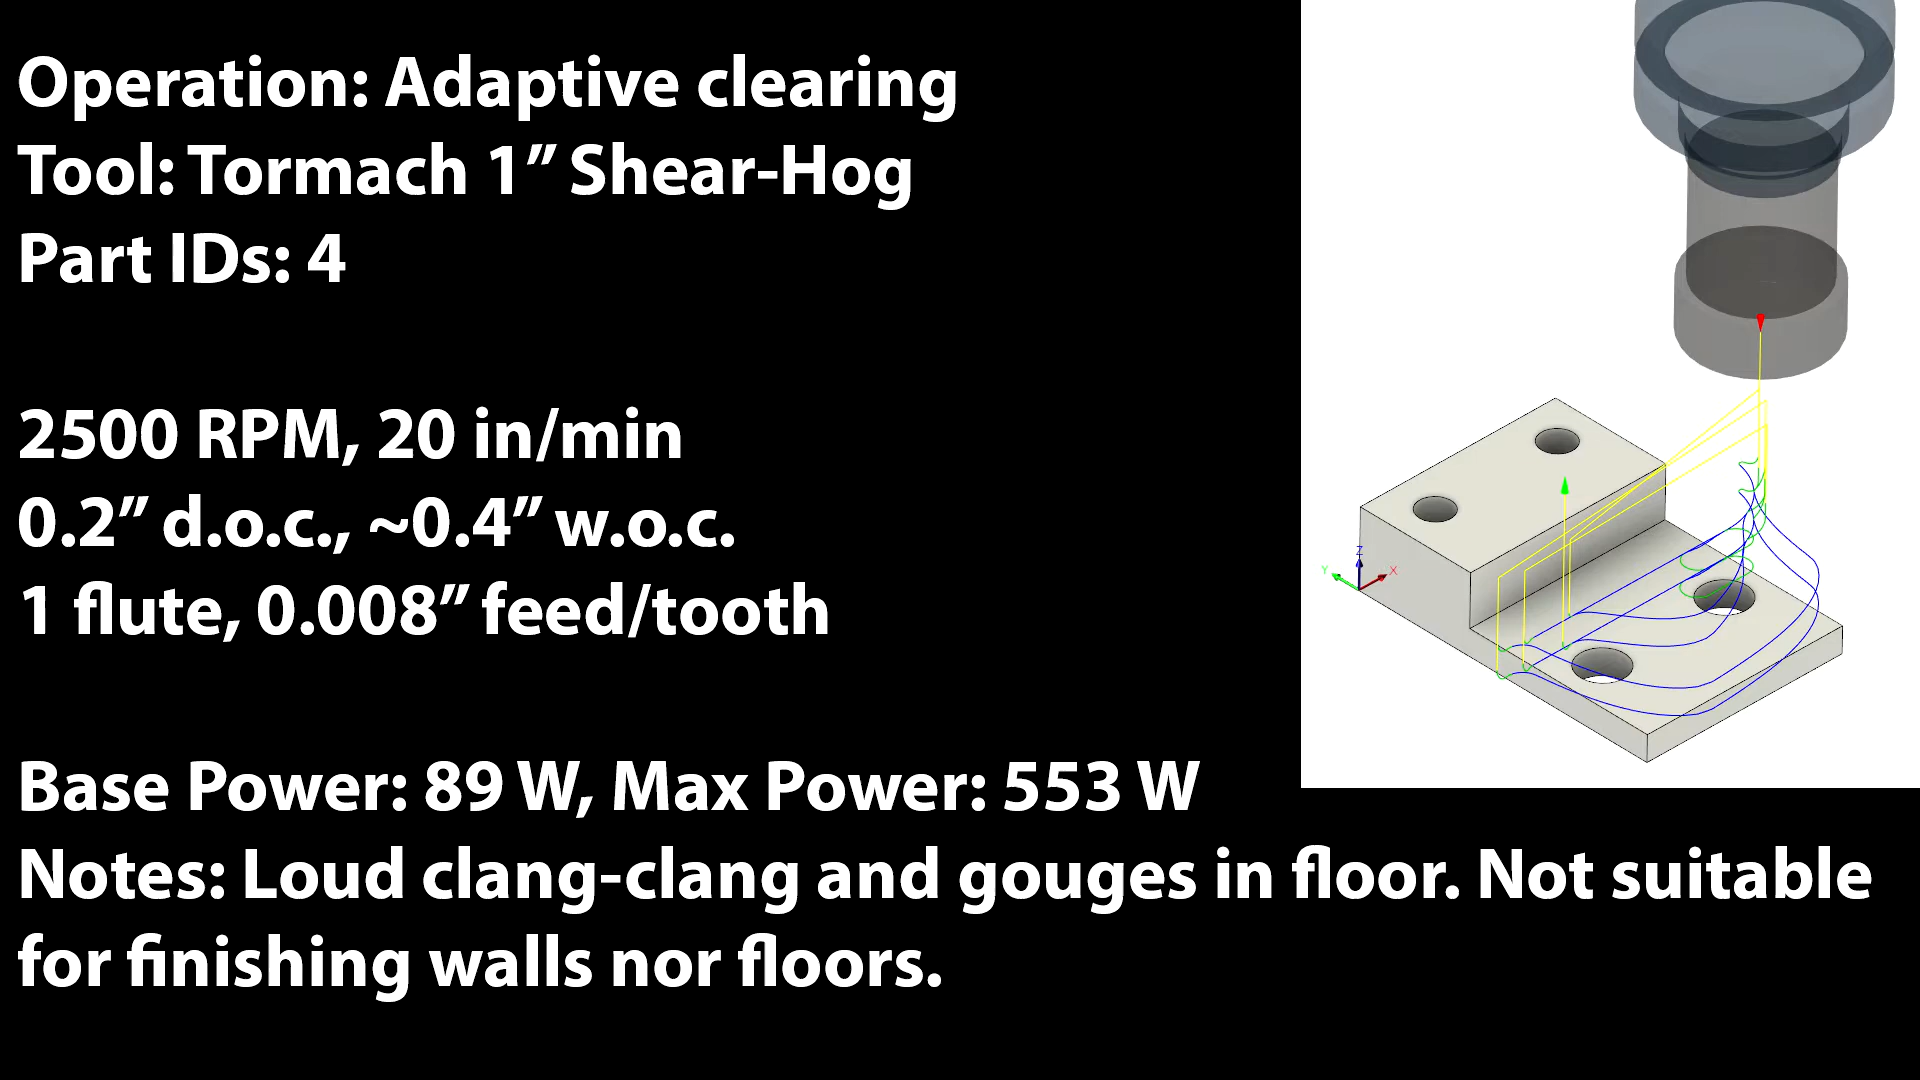 Operation: Adaptive clearing
Tool: Tormach 1” Shear-Hog
Part IDs: 4
2500 RPM, 20 in/min
0.2” d.o.c., ~0.4” w.o.c.
1 flute, 0.008” feed/tooth
Base Power: 89 W, Max Power: 553 W
Notes: Loud clang-clang and gouges in floor. Not suitable
for finishing walls nor floors.
Z
Y
X